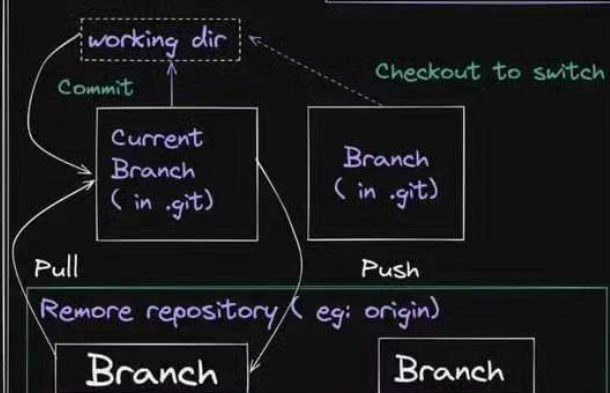 working dir
Commit
Checkout to switch
Current
Branch
( in .git)
Branch
( in .git)
Pull
Push
Remore repository ( eg: origin)
Branch
Branch